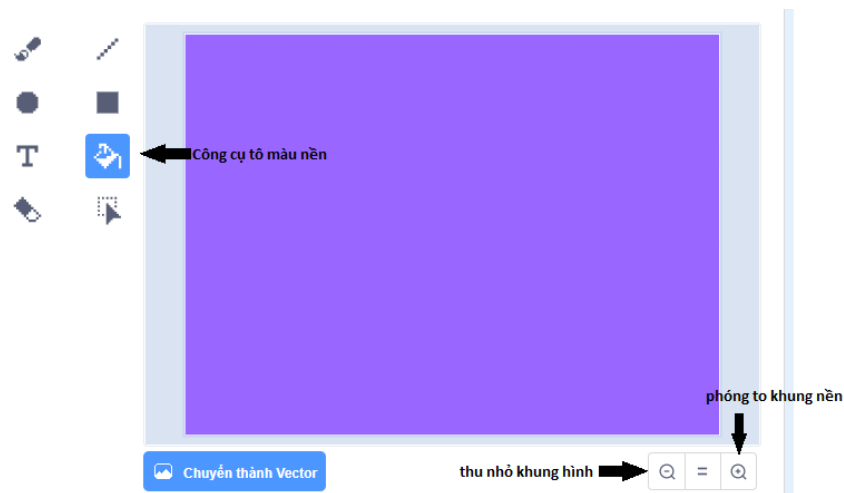 T
Công cụ tô màu nền
phóng to khung nền
Chuyển thành Vector
thu nhỏ khung hình
=